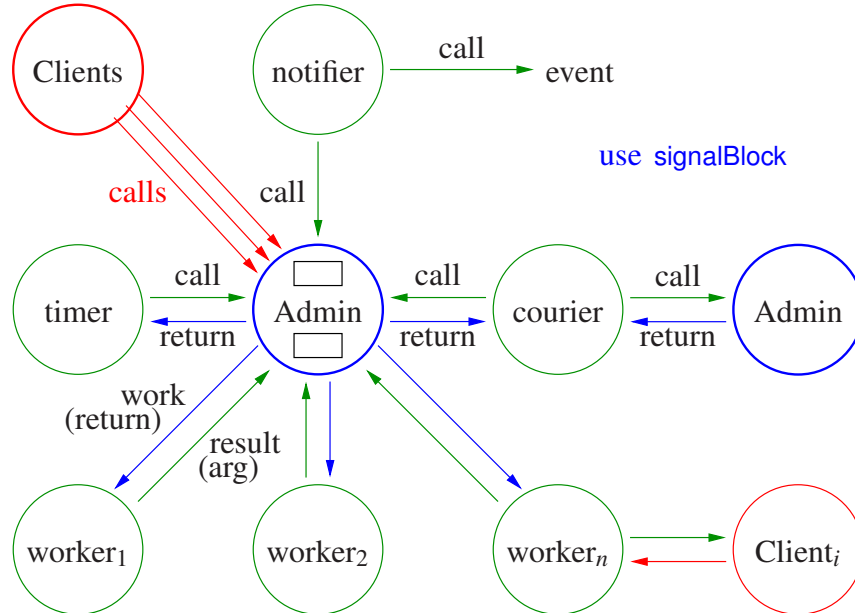 Clients
notifier
call
event
use signalBlock
calls
call
timer
call
return
Admin
call
return
courier
call
return
Admin
work
(return)
result
(arg)
worker₁
worker₂
workerₙ
Clientᵢ